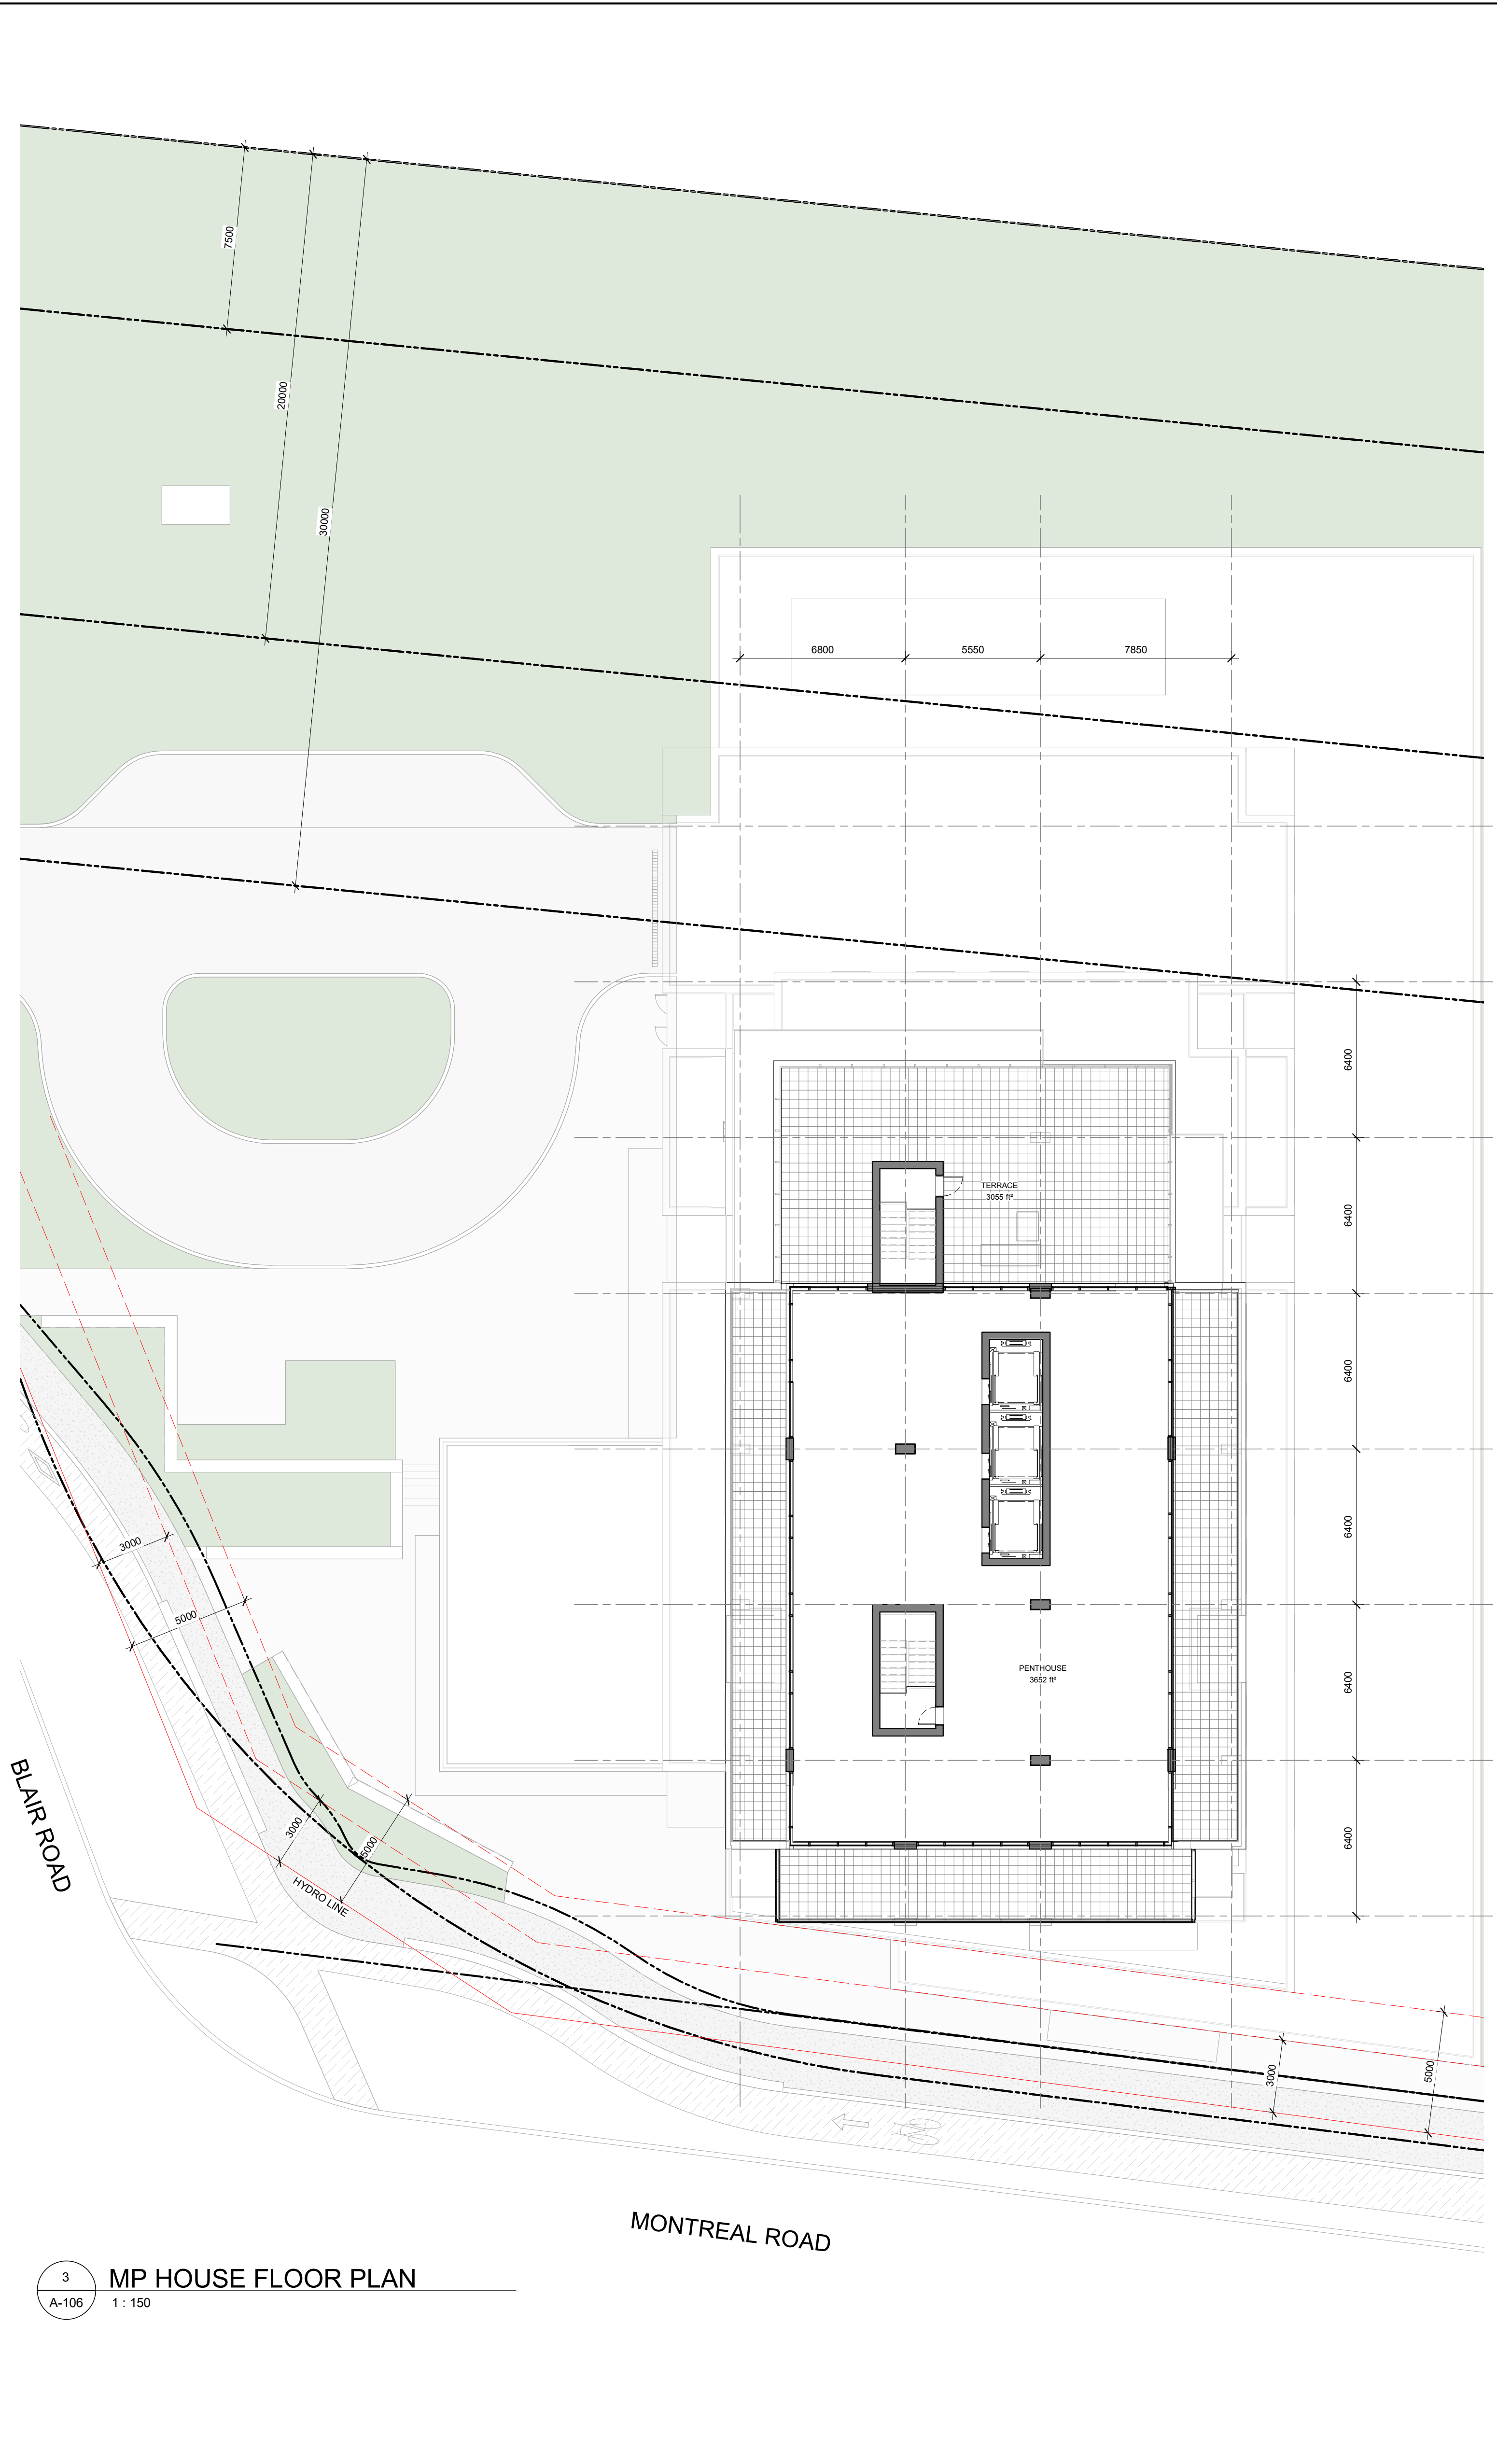 7500
20000
30000
6800
5550
7850
6400
TERRACE
3055 ft²
6400
6400
6400
3000
5000
PENTHOUSE
3652 ft²
6400
6400
BLAIR ROAD
3000
5000
HYDRO LINE
3000
5000
MONTREAL ROAD
3
A-106
MP HOUSE FLOOR PLAN
1 : 150